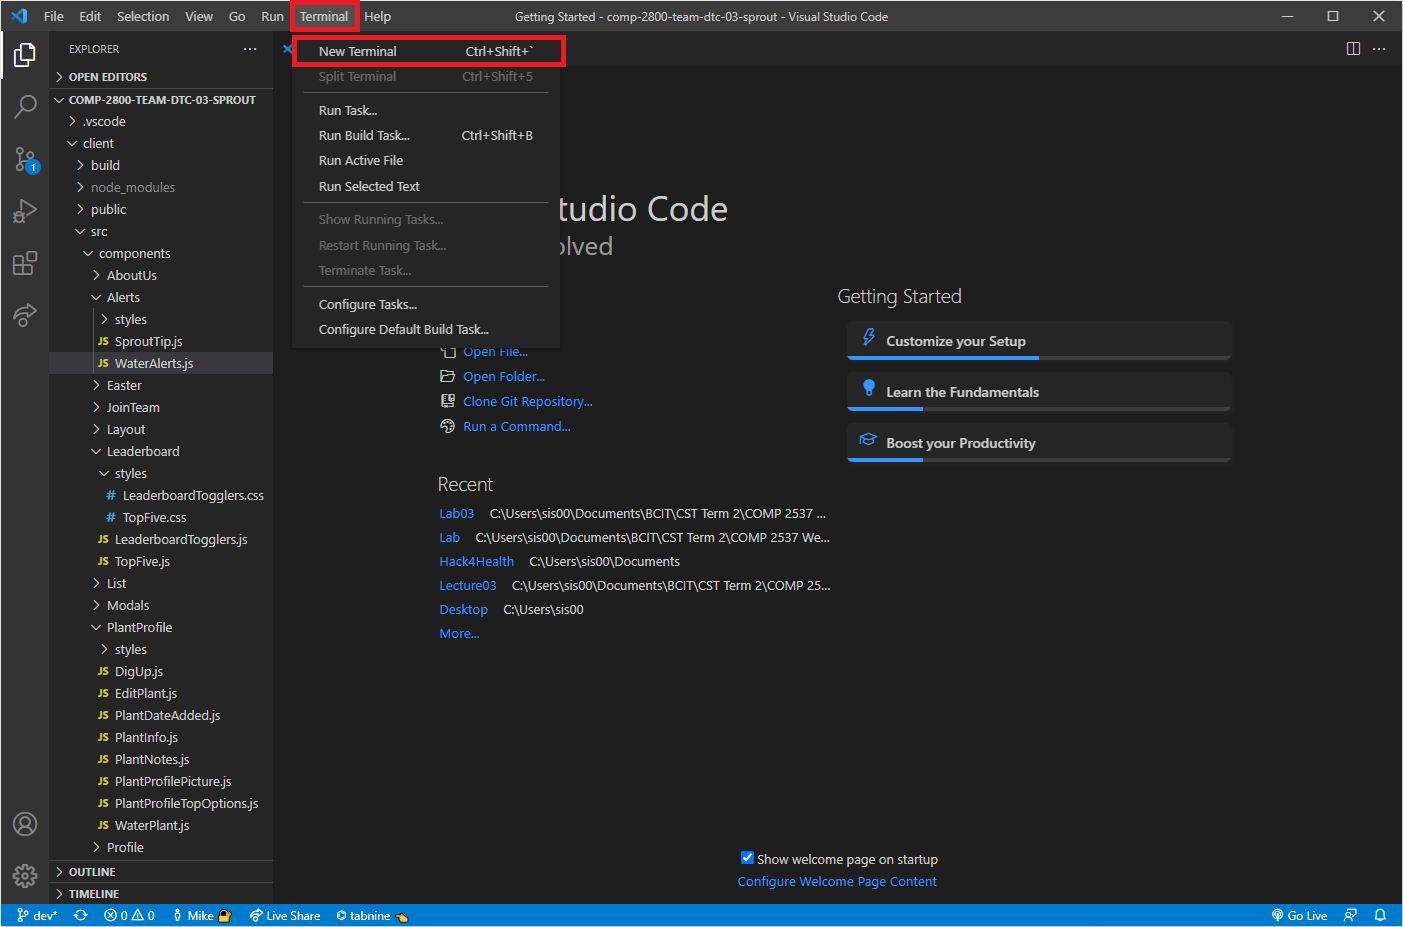 File Edit Selection View Go Run Terminal Help Getting Started - comp-2800-team-dtc-03-sprout - Visual Studio Code
EXPLORER
OPEN EDITORS
COMP-2800-TEAM-DTC-03-SPROUT
.vscode
client
build
node_modules
public
src
components
AboutUs
Alerts
styles
JS SproutTip.js
JS WaterAlerts.js
Easter
JoinTeam
Layout
Leaderboard
styles
# LeaderboardTogglers.css
# TopFive.css
JS LeaderboardTogglers.js
JS TopFive.js
List
Modals
PlantProfile
styles
JS DigUp.js
JS EditPlant.js
JS PlantDateAdded.js
JS PlantInfo.js
JS PlantNotes.js
JS PlantProfilePicture.js
JS PlantProfileTopOptions.js
JS WaterPlant.js
Profile
OUTLINE
TIMELINE
1
New Terminal Ctrl+Shift+`
Split Terminal Ctrl+Shift+5
Run Task...
Run Build Task... Ctrl+Shift+B
Run Active File
Run Selected Text
Show Running Tasks...
Restart Running Task...
Terminate Task...
Configure Tasks...
Configure Default Build Task...
tudio Code
olved
Open File...
Open Folder...
Clone Git Repository...
Run a Command...
Recent
Lab03 C:\Users\sis00\Documents\BCIT\CST Term 2\COMP 2537 ...
Lab C:\Users\sis00\Documents\BCIT\CST Term 2\COMP 2537 We...
Hack4Health C:\Users\sis00\Documents
Lecture03 C:\Users\sis00\Documents\BCIT\CST Term 2\COMP 25...
Desktop C:\Users\sis00
More...
Getting Started
Customize your Setup
Learn the Fundamentals
Boost your Productivity
Show welcome page on startup
Configure Welcome Page Content
dev* 0 0 Mike Live Share tabnine Go Live